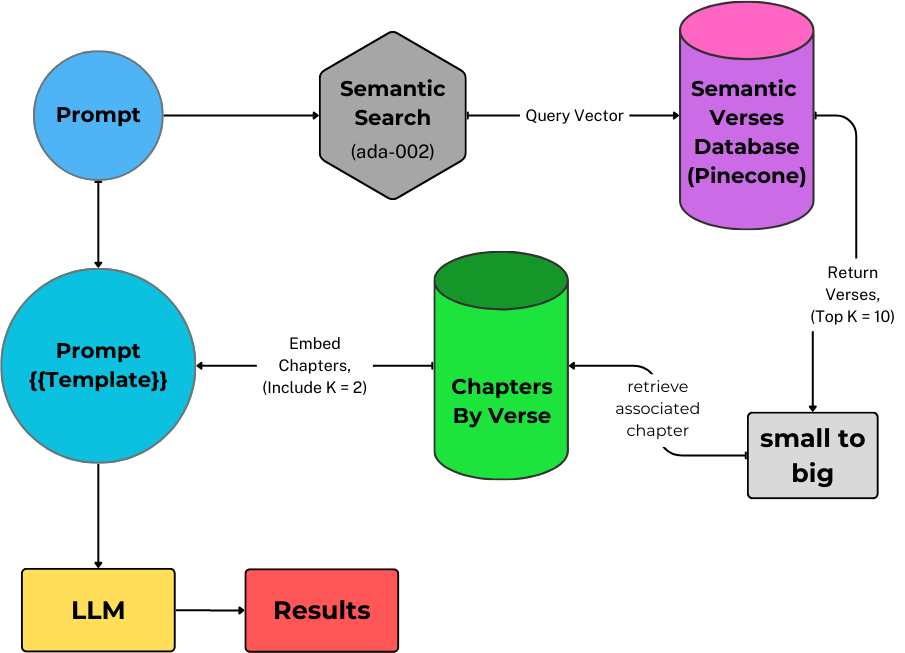 Prompt
Semantic
Search
(ada-002)
Query Vector
Semantic
Verses
Database
(Pinecone)
Return
Verses,
(Top K = 10)
small to
big
retrieve
associated
chapter
Chapters
By Verse
Embed
Chapters,
(Include K = 2)
Prompt
{{Template}}
LLM
Results